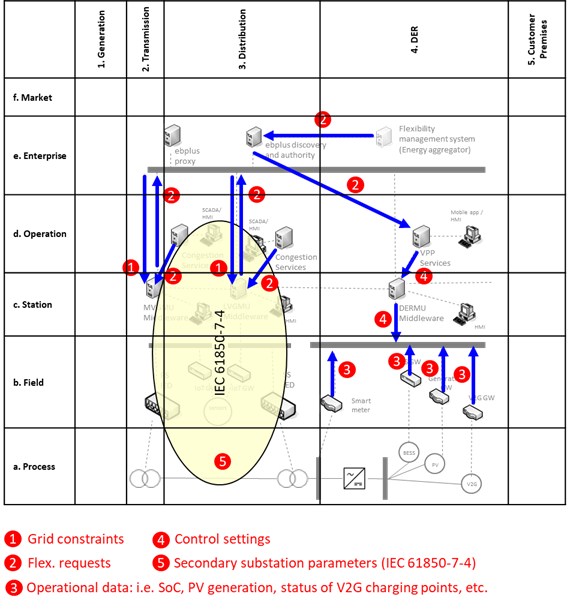 1. Generation
2. Transmission
3. Distribution
4. DER
5. Customer
Premises
f. Market
e. Enterprise
ebplus
proxy
ebplus discovery
and authority
Flexibility
management system
(Energy aggregator)
2
2
2
2
d. Operation
SCADA/
HMI
SCADA/
HMI
Congestion
Services
Congestion
Services
VPP
Services
Mobile app /
HMI
1
2
1
2
4
c. Station
Middleware
Middleware
HMI
DERMU
Middleware
HMI
4
IEC 61850-7-4
b. Field
3
Smart
meter
3
GW
3
GW
3
V2G GW
a. Process
5
BESS
PV
V2G
1 Grid constraints
4 Control settings
2 Flex. requests
5 Secondary substation parameters (IEC 61850-7-4)
3 Operational data: i.e. SoC, PV generation, status of V2G charging points, etc.